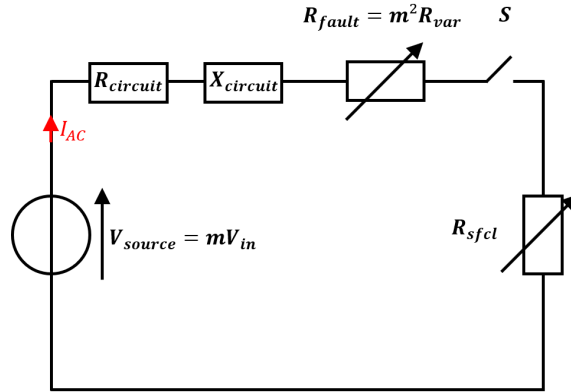 R_fault = m²R_var
S
R_circuit
X_circuit
I_AC
V_source = mV_in
R_sfcl